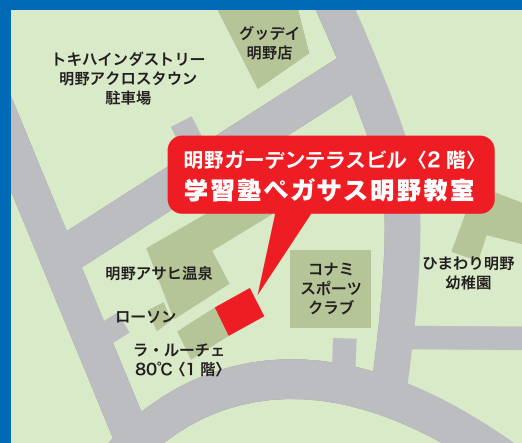 グッデイ
明野店
トキハインダストリー
明野アクロスタウン
駐車場
明野ガーデンテラスビル〈2階〉
学習塾ペガサス明野教室
明野アサヒ温泉
コナミ
スポーツ
クラブ
ひまわり明野
幼稚園
ローソン
ラ・ルーチェ
80℃〈1階〉